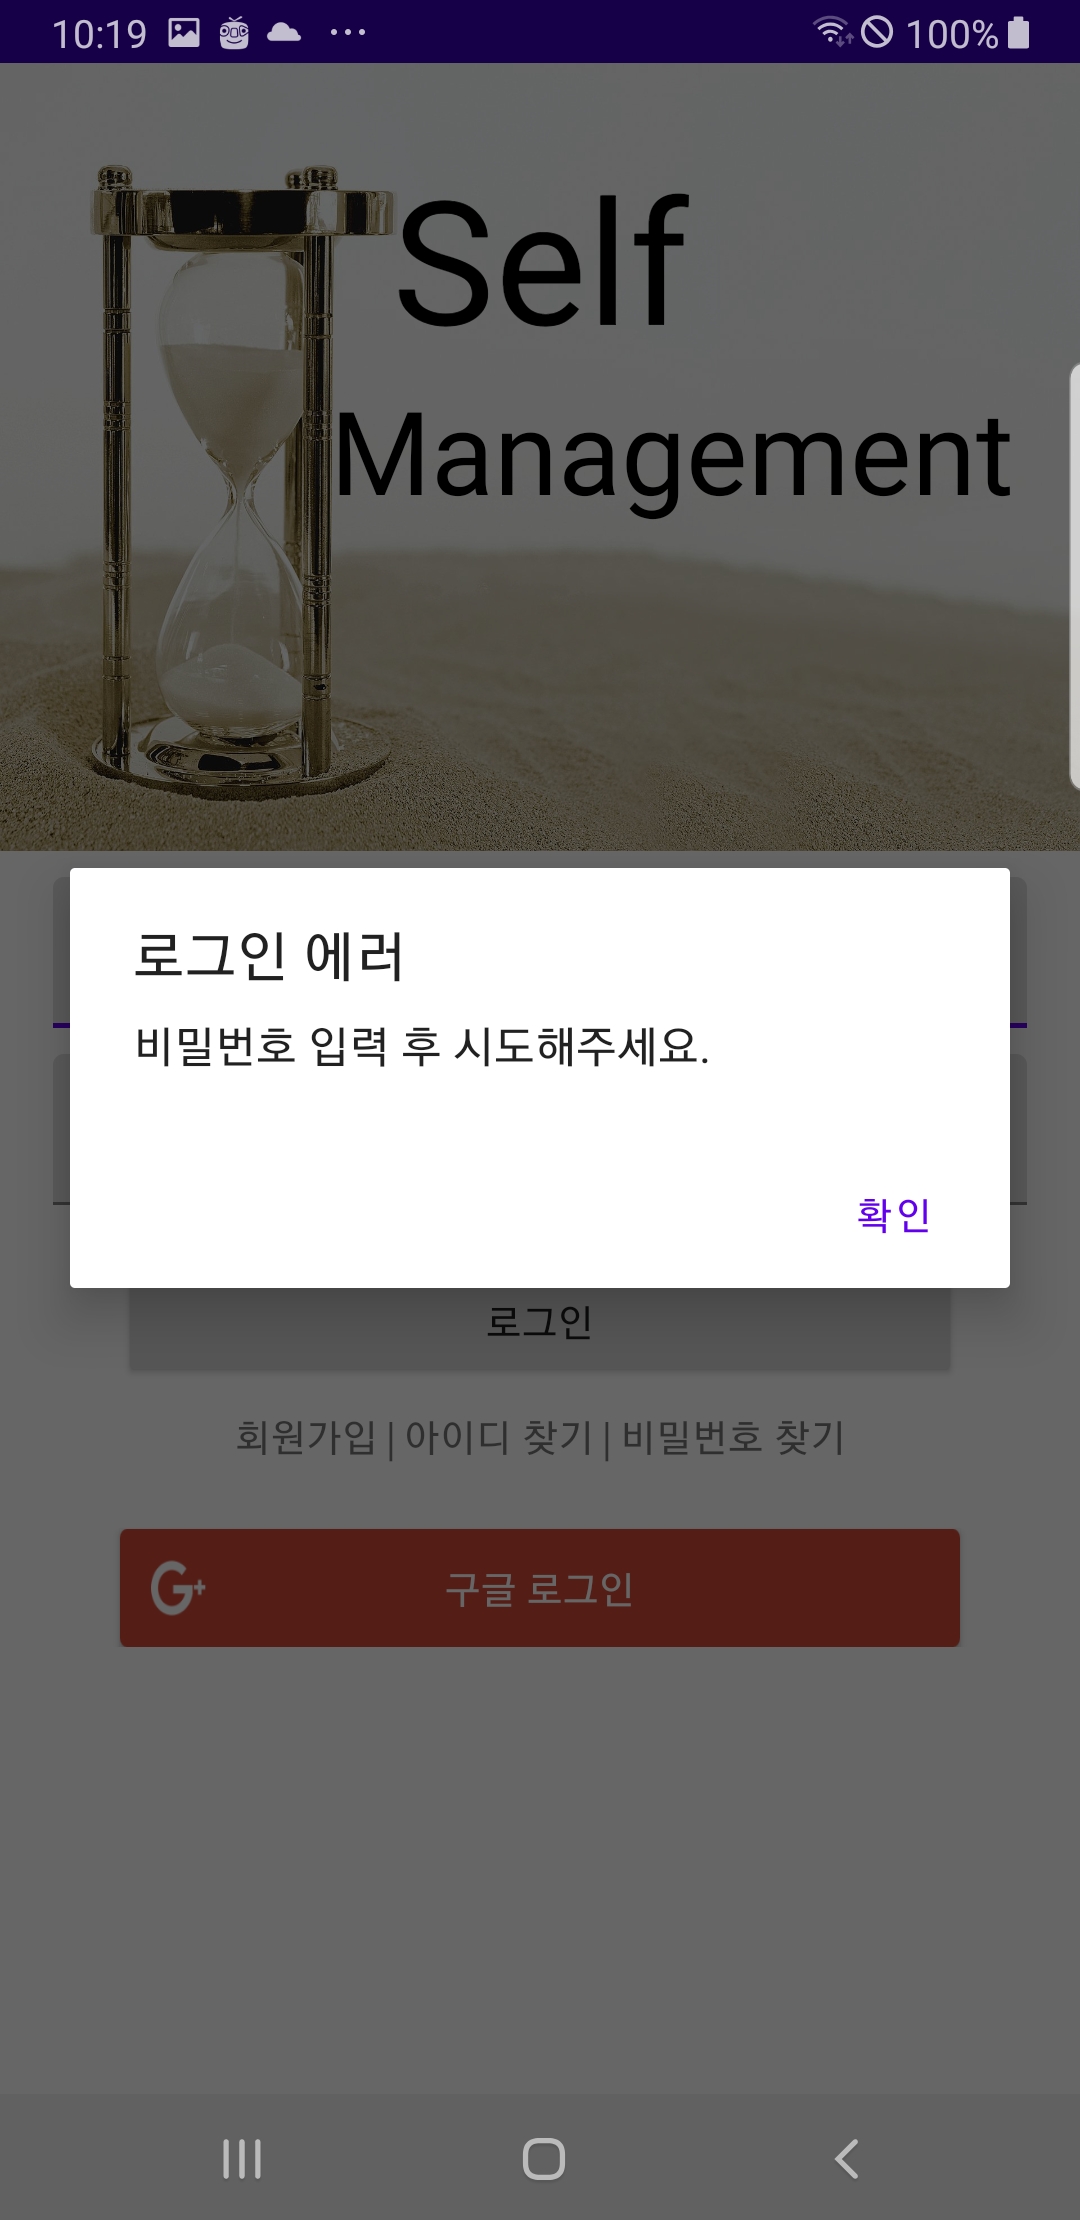 10:19 100%
Self
Management
로그인 에러
비밀번호 입력 후 시도해주세요.
확인
로그인
회원가입 | 아이디 찾기 | 비밀번호 찾기
G+ 구글 로그인